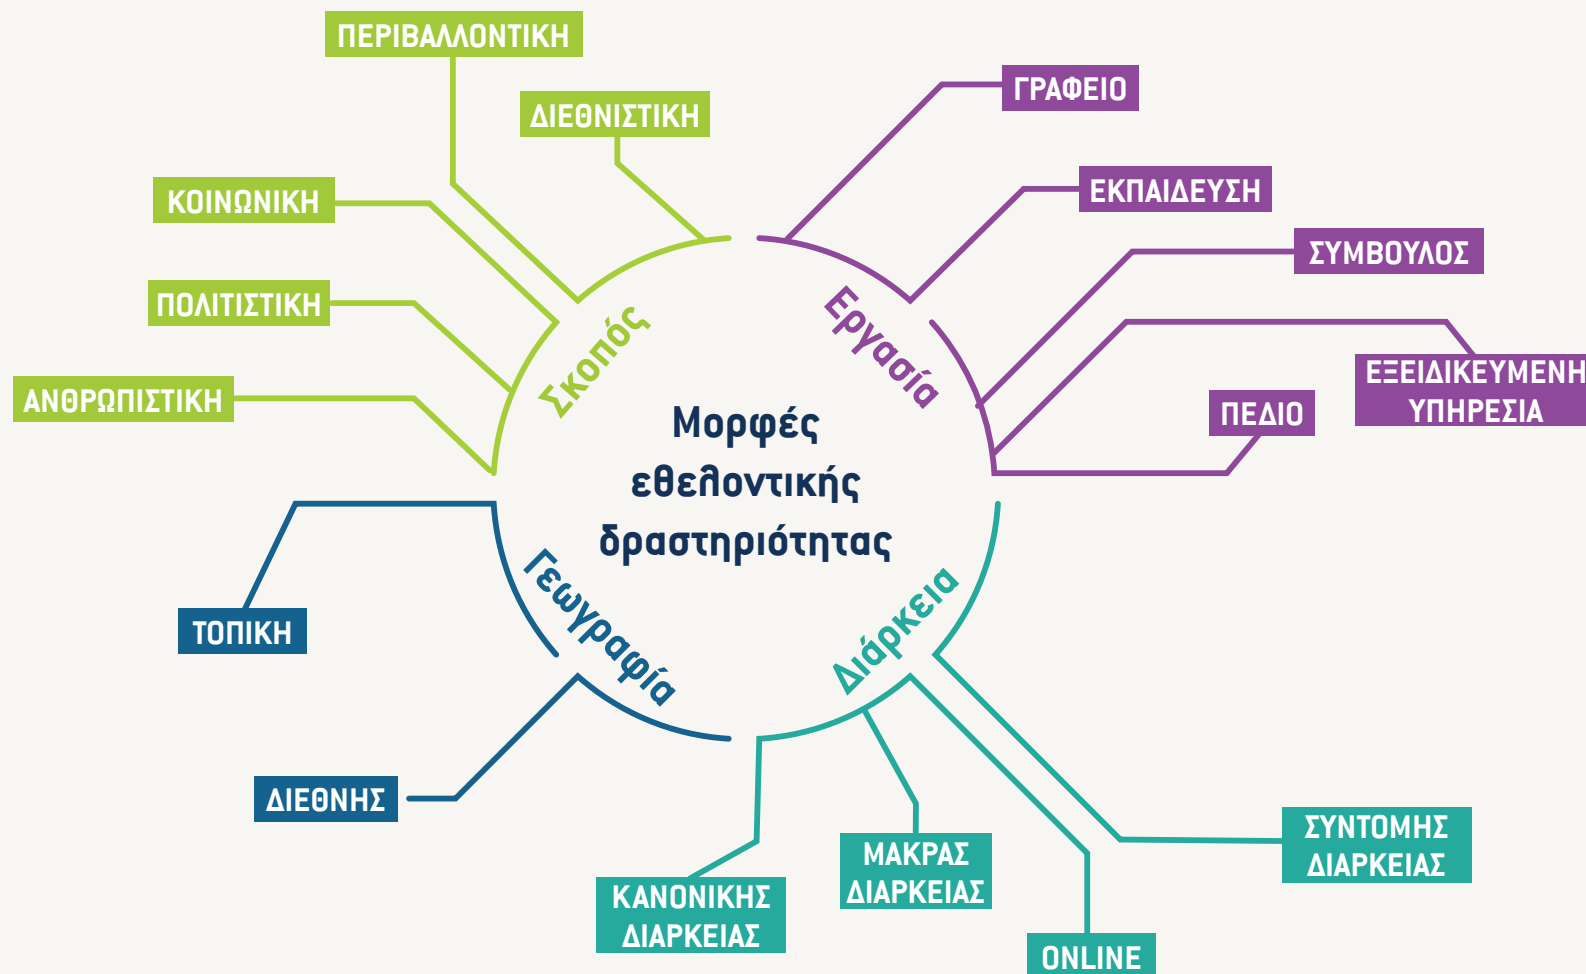 ΠΕΡΙΒΑΛΛΟΝΤΙΚΗ
ΔΙΕΘΝΙΣΤΙΚΗ
ΚΟΙΝΩΝΙΚΗ
ΠΟΛΙΤΙΣΤΙΚΗ
ΑΝΘΡΩΠΙΣΤΙΚΗ
Σκοπός
ΓΡΑΦΕΙΟ
ΕΚΠΑΙΔΕΥΣΗ
ΣΥΜΒΟΥΛΟΣ
ΕΞΕΙΔΙΚΕΥΜΕΝΗ
ΥΠΗΡΕΣΙΑ
ΠΕΔΙΟ
Εργασία
Μορφές
εθελοντικής
δραστηριότητας
Γεωγραφία
ΤΟΠΙΚΗ
ΔΙΕΘΝΗΣ
Διάρκεια
ΚΑΝΟΝΙΚΗΣ
ΔΙΑΡΚΕΙΑΣ
ΜΑΚΡΑΣ
ΔΙΑΡΚΕΙΑΣ
ONLINE
ΣΥΝΤΟΜΗΣ
ΔΙΑΡΚΕΙΑΣ